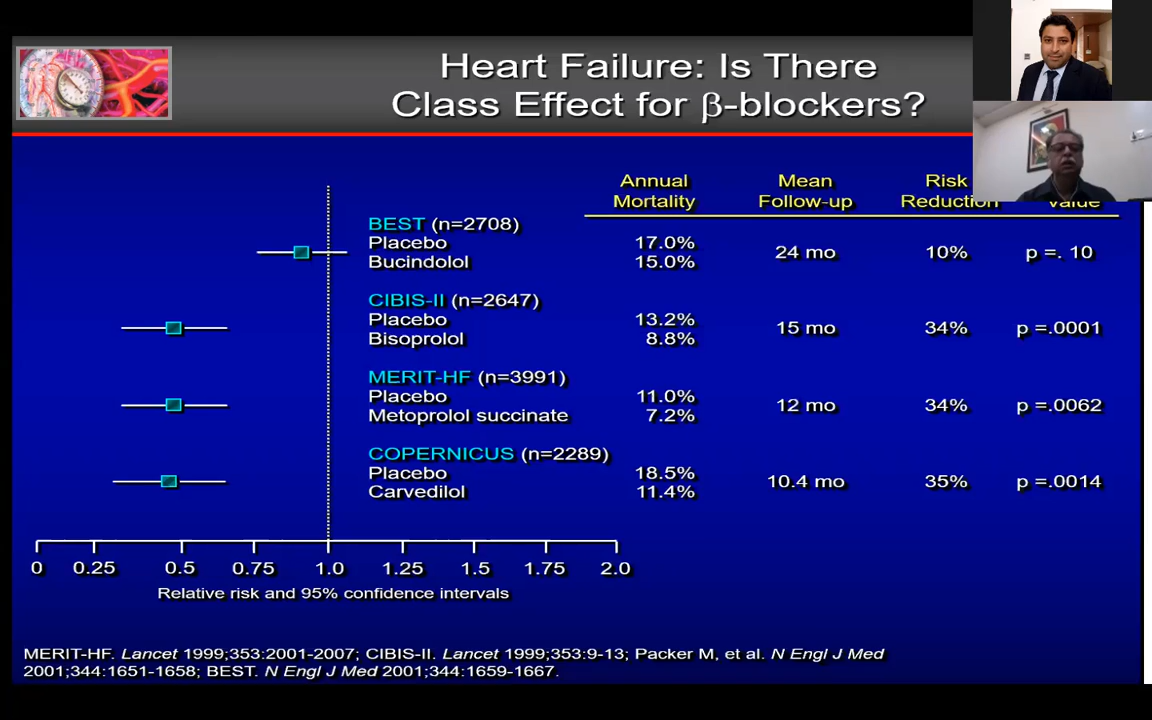 Heart Failure: Is There
Class Effect for β-blockers?
Annual Mortality
Mean Follow-up
Risk Reduction
value
BEST (n=2708)
Placebo 17.0%
Bucindolol 15.0%
24 mo 10% p =. 10
CIBIS-II (n=2647)
Placebo 13.2%
Bisoprolol 8.8%
15 mo 34% p =.0001
MERIT-HF (n=3991)
Placebo 11.0%
Metoprolol succinate 7.2%
12 mo 34% p =.0062
COPERNICUS (n=2289)
Placebo 18.5%
Carvedilol 11.4%
10.4 mo 35% p =.0014
0 0.25 0.5 0.75 1.0 1.25 1.5 1.75 2.0
Relative risk and 95% confidence intervals
MERIT-HF. Lancet 1999;353:2001-2007; CIBIS-II. Lancet 1999;353:9-13; Packer M, et al. N Engl J Med
2001;344:1651-1658; BEST. N Engl J Med 2001;344:1659-1667.